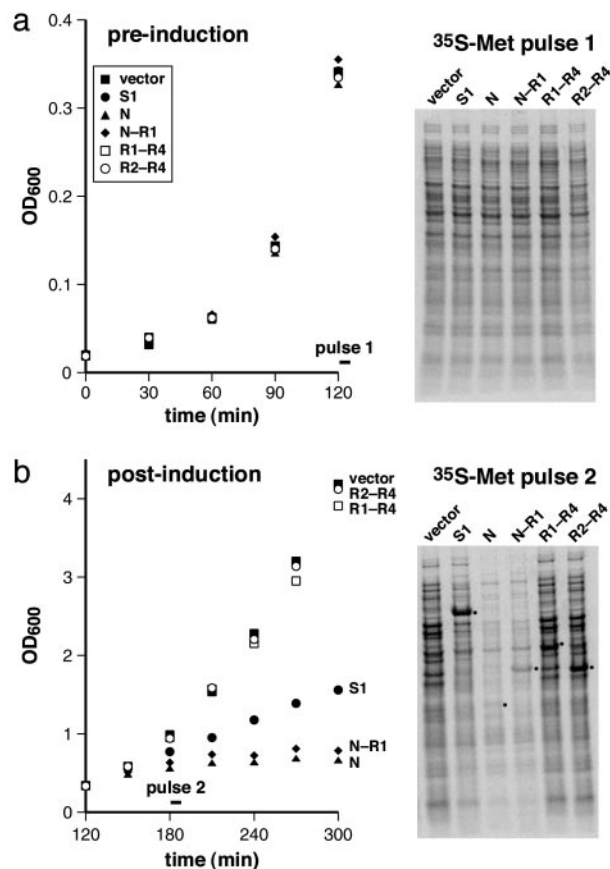 a
pre-induction
0.4
0.3
0.2
0.1
0
OD600
vector
S1
N
N–R1
R1–R4
R2–R4
pulse 1
0 30 60 90 120
time (min)
35S-Met pulse 1
vector
S1
N
N–R1
R1–R4
R2–R4
b
post-induction
4
3
2
1
0
OD600
vector
R2–R4
R1–R4
S1
N–R1
N
pulse 2
120 180 240 300
time (min)
35S-Met pulse 2
vector
S1
N
N–R1
R1–R4
R2–R4